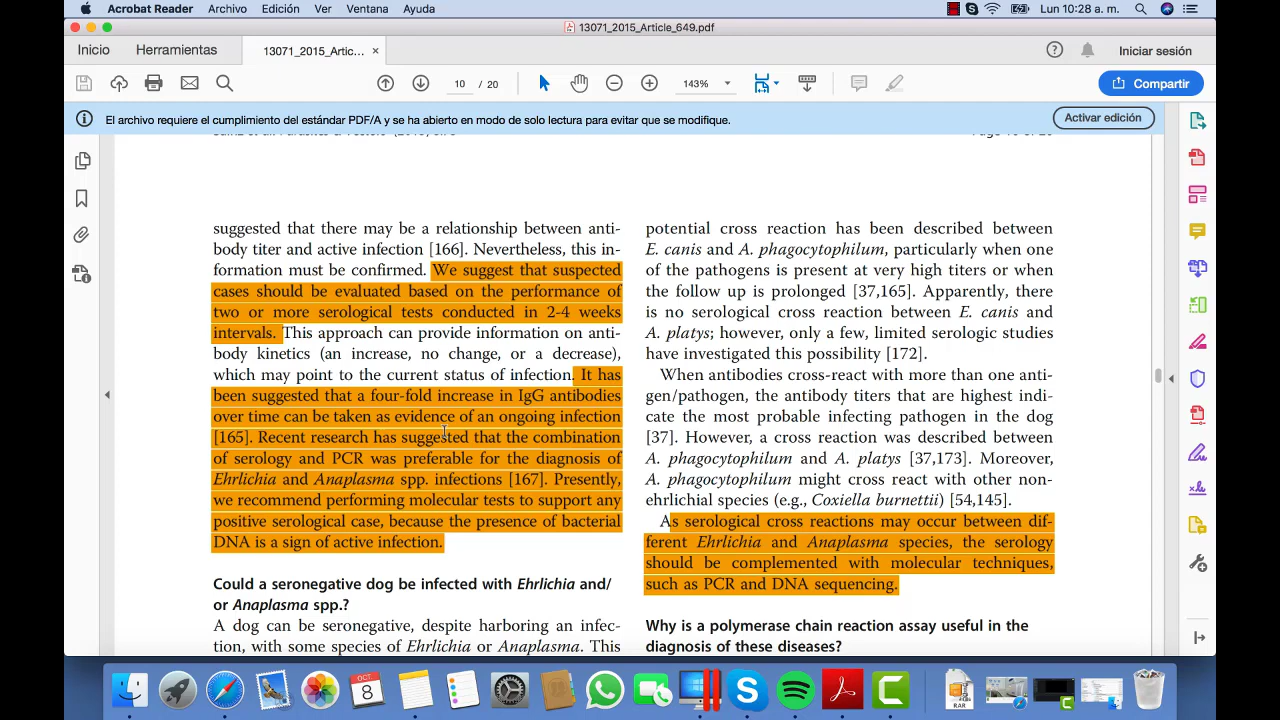 Acrobat Reader Archivo Edición Ver Ventana Ayuda
Lun 10:28 a. m.
13071_2015_Article_649.pdf
Inicio Herramientas 13071_2015_Artic... ×
Iniciar sesión
10 / 20
143%
Compartir
El archivo requiere el cumplimiento del estándar PDF/A y se ha abierto en modo de solo lectura para evitar que se modifique.
Activar edición
suggested that there may be a relationship between anti-
body titer and active infection [166]. Nevertheless, this in-
formation must be confirmed. We suggest that suspected
cases should be evaluated based on the performance of
two or more serological tests conducted in 2-4 weeks
intervals. This approach can provide information on anti-
body kinetics (an increase, no change, or a decrease),
which may point to the current status of infection. It has
been suggested that a four-fold increase in IgG antibodies
over time can be taken as evidence of an ongoing infection
[165]. Recent research has suggested that the combination
of serology and PCR was preferable for the diagnosis of
Ehrlichia and Anaplasma spp. infections [167]. Presently,
we recommend performing molecular tests to support any
positive serological case, because the presence of bacterial
DNA is a sign of active infection.
Could a seronegative dog be infected with Ehrlichia and/
or Anaplasma spp.?
A dog can be seronegative, despite harboring an infec-
tion, with some species of Ehrlichia or Anaplasma. This
potential cross reaction has been described between
E. canis and A. phagocytophilum, particularly when one
of the pathogens is present at very high titers or when
the follow up is prolonged [37,165]. Apparently, there
is no serological cross reaction between E. canis and
A. platys; however, only a few, limited serologic studies
have investigated this possibility [172].
When antibodies cross-react with more than one anti-
gen/pathogen, the antibody titers that are highest indi-
cate the most probable infecting pathogen in the dog
[37]. However, a cross reaction was described between
A. phagocytophilum and A. platys [37,173]. Moreover,
A. phagocytophilum might cross react with other non-
ehrlichial species (e.g., Coxiella burnettii) [54,145].
As serological cross reactions may occur between dif-
ferent Ehrlichia and Anaplasma species, the serology
should be complemented with molecular techniques,
such as PCR and DNA sequencing.
Why is a polymerase chain reaction assay useful in the
diagnosis of these diseases?
OCT.
8
RAR